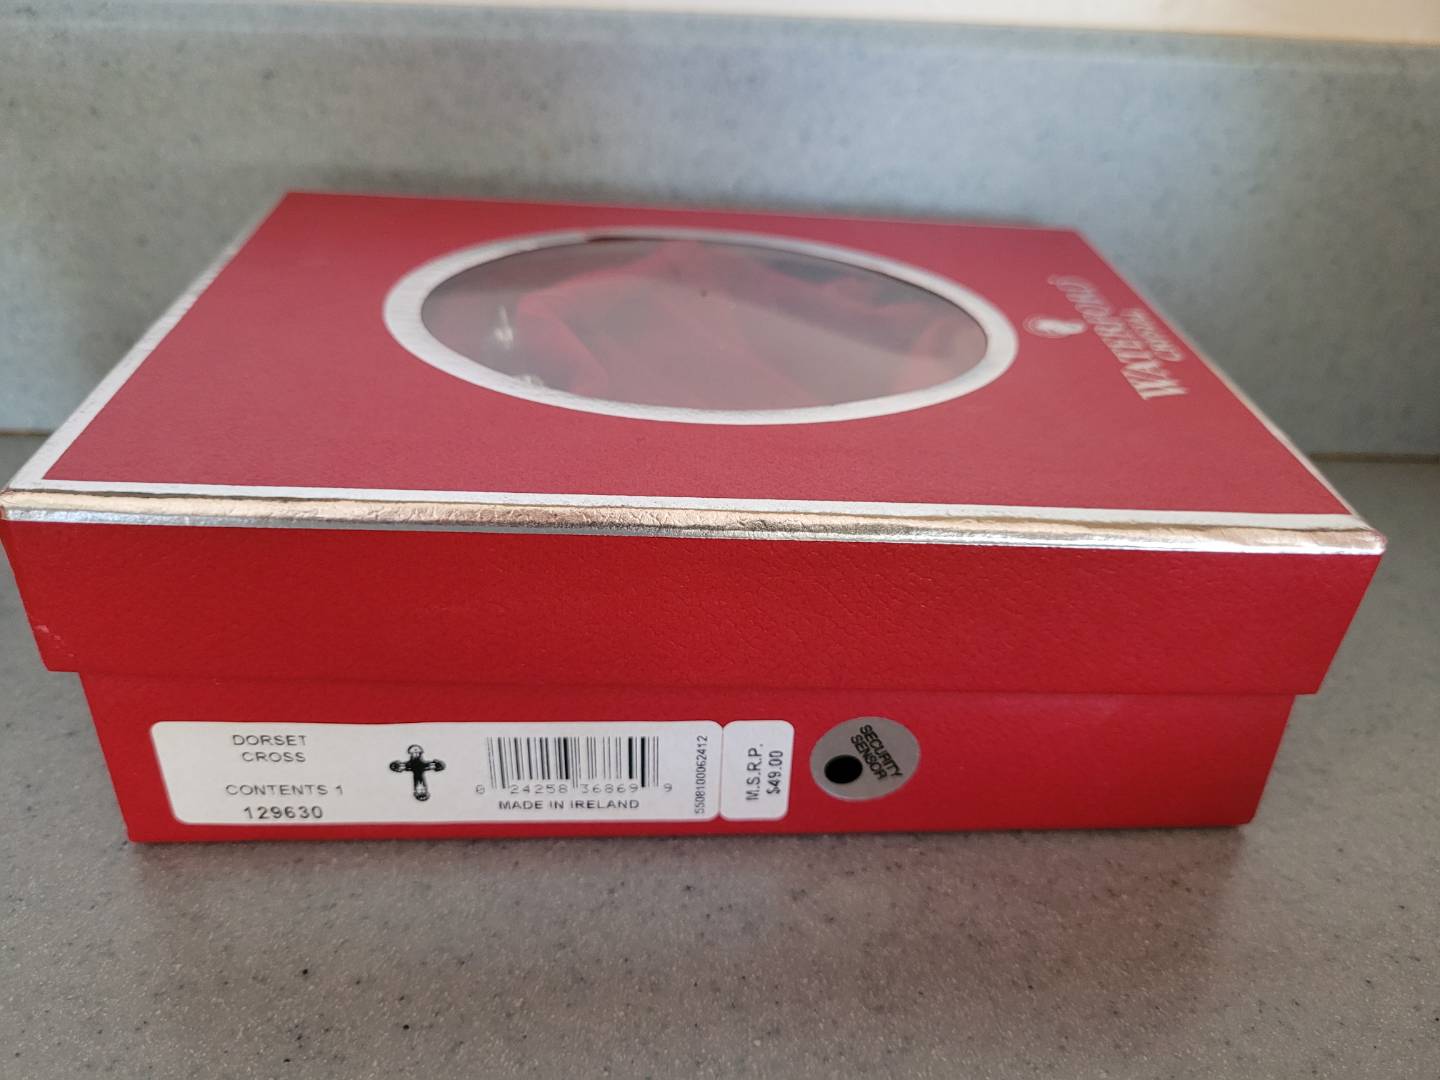 WATERFORD
CRYSTAL
DORSET
CROSS
CONTENTS 1
129630
0 24258 36869 9
MADE IN IRELAND
5508100062412
M.S.R.P.
$49.00
SECURITY
SENSOR